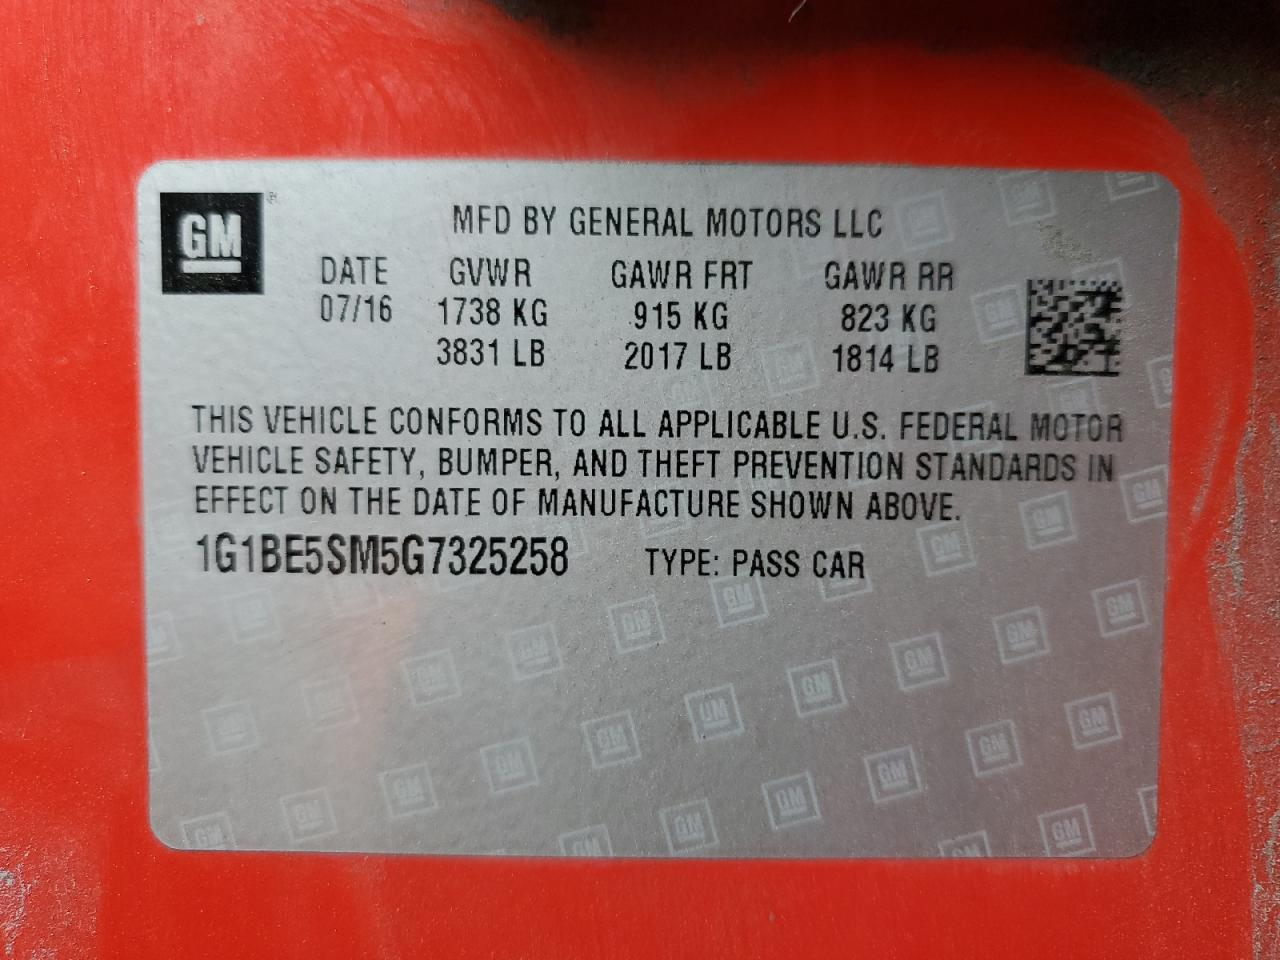 GM
MFD BY GENERAL MOTORS LLC
DATE GVWR GAWR FRT GAWR RR
07/16 1738 KG 915 KG 823 KG
3831 LB 2017 LB 1814 LB
THIS VEHICLE CONFORMS TO ALL APPLICABLE U.S. FEDERAL MOTOR
VEHICLE SAFETY, BUMPER, AND THEFT PREVENTION STANDARDS IN
EFFECT ON THE DATE OF MANUFACTURE SHOWN ABOVE.
1G1BE5SM5G7325258 TYPE: PASS CAR